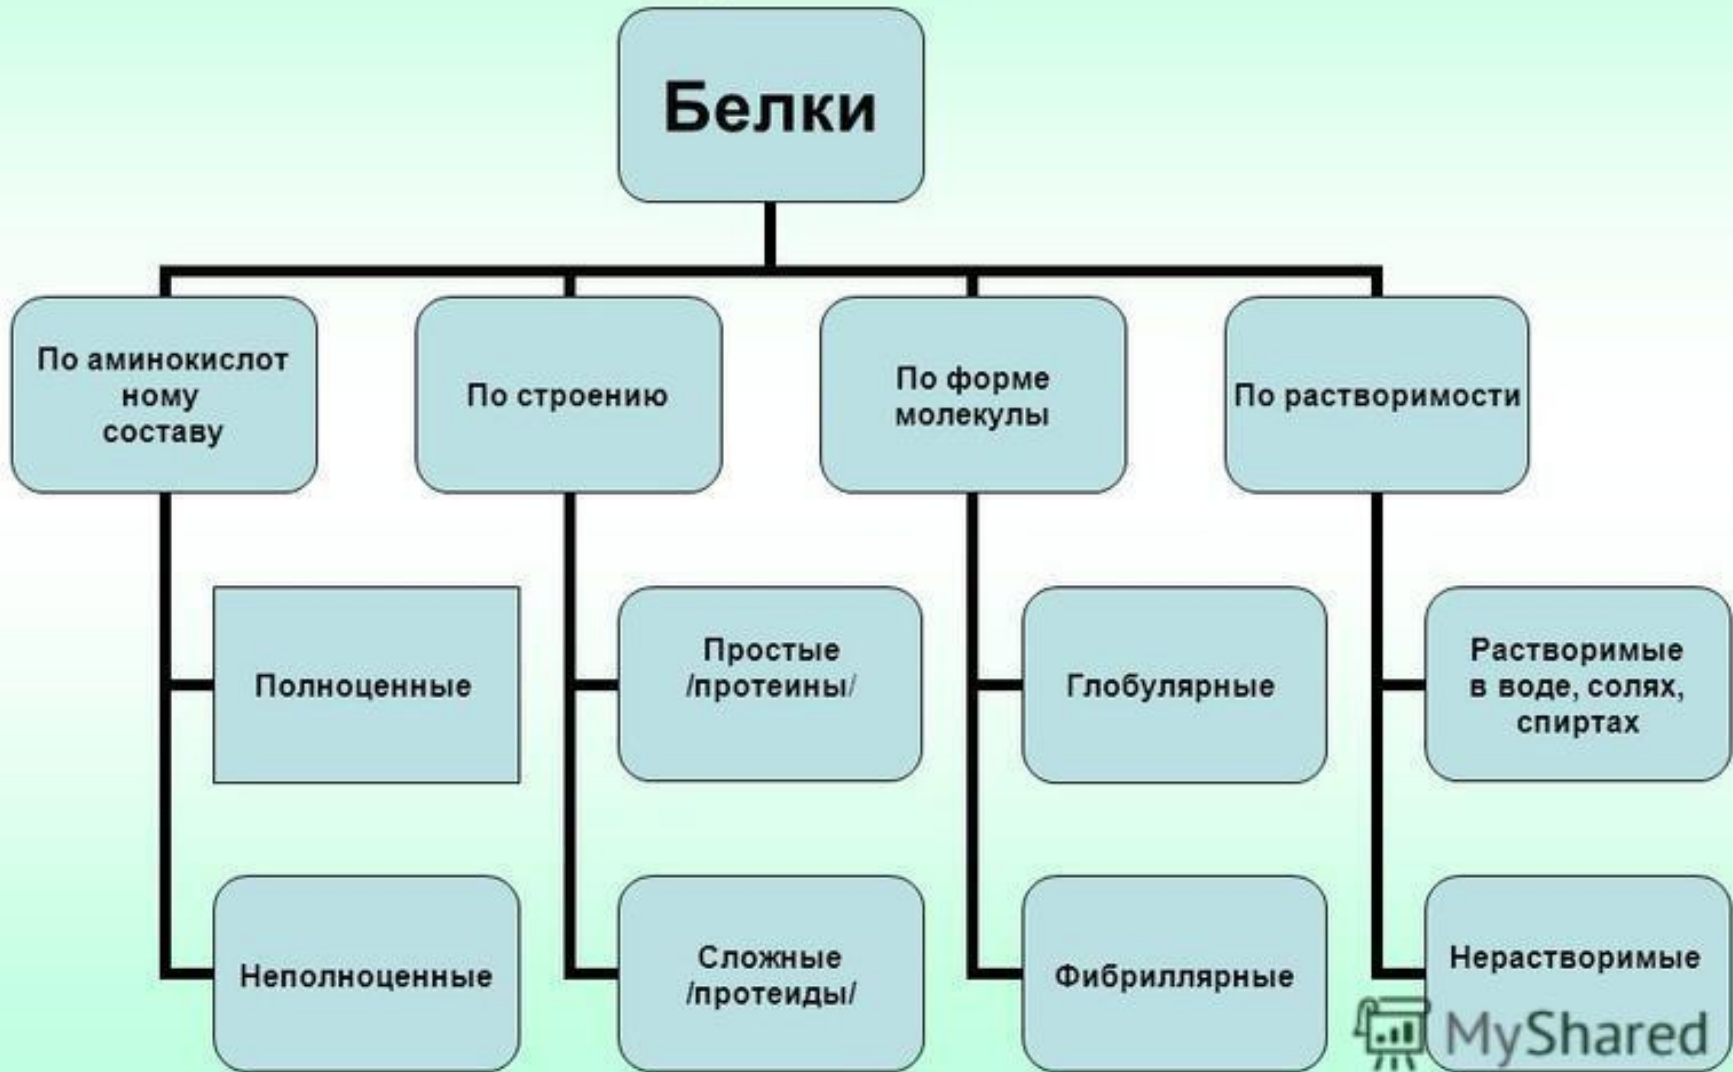 Белки
По аминокислот
ному
составу
По строению
По форме
молекулы
По растворимости
Полноценные
Простые
/протеины/
Глобулярные
Растворимые
в воде, солях,
спиртах
Неполноценные
Сложные
/протеиды/
Фибриллярные
Нерастворимые
MyShared